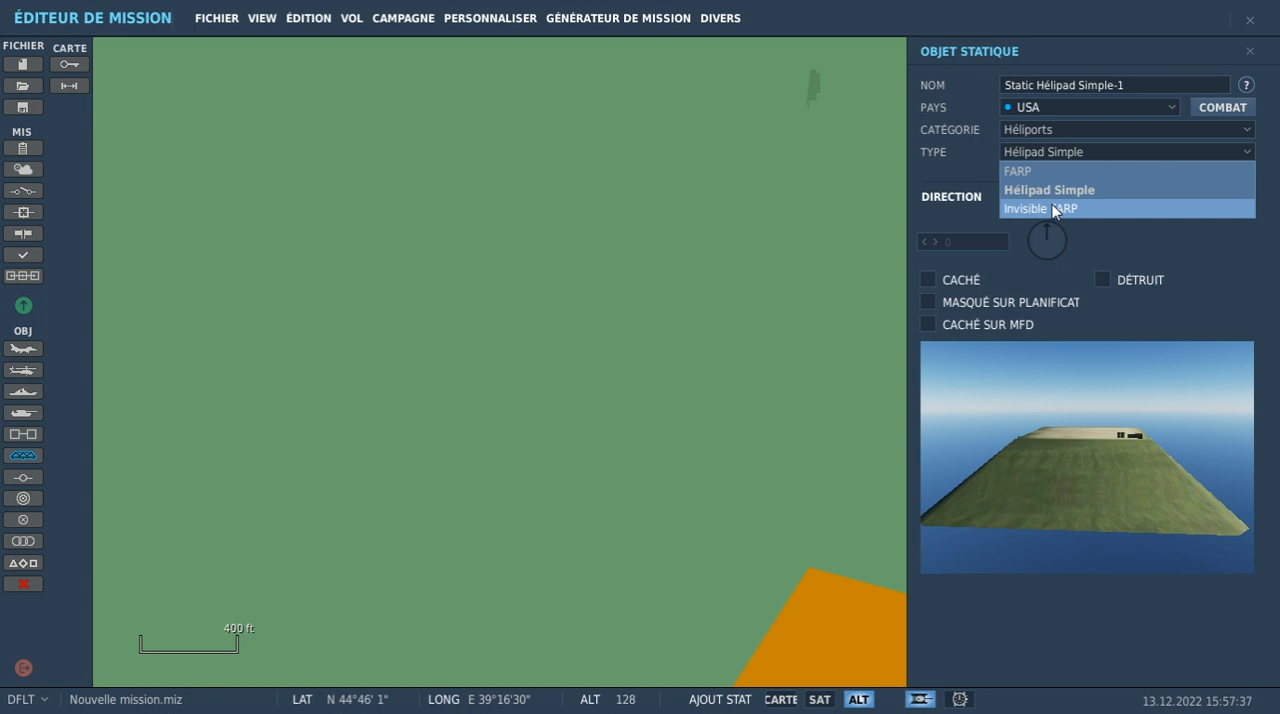 ÉDITEUR DE MISSION
FICHIER VIEW ÉDITION VOL CAMPAGNE PERSONNALISER GÉNÉRATEUR DE MISSION DIVERS
FICHIER CARTE
MIS
OBJ
400 ft
OBJET STATIQUE
NOM Static Hélipad Simple-1 ?
PAYS USA COMBAT
CATÉGORIE Héliports
TYPE Hélipad Simple
FARP
Hélipad Simple
Invisible FARP
DIRECTION
0
CACHÉ DÉTRUIT
MASQUÉ SUR PLANIFICAT
CACHÉ SUR MFD
DFLT Nouvelle mission.miz LAT N 44°46' 1" LONG E 39°16'30" ALT 128 AJOUT STAT CARTE SAT ALT 13.12.2022 15:57:37